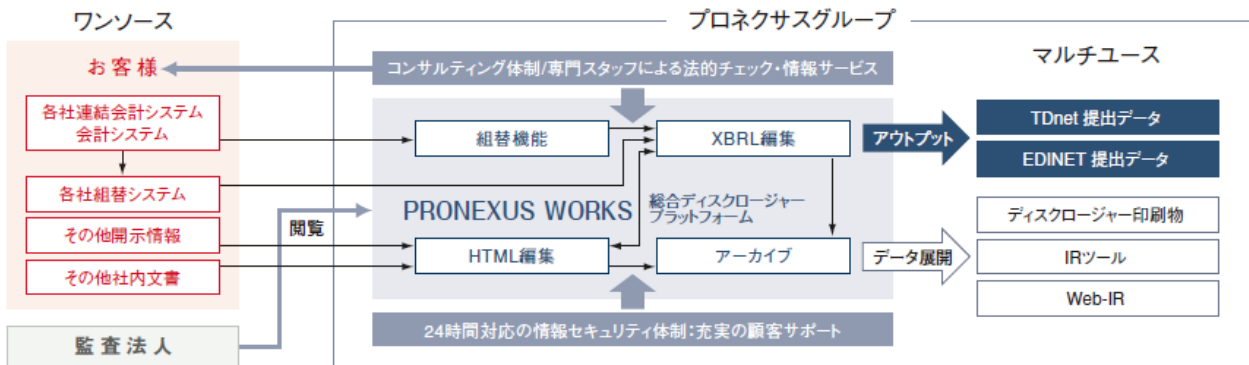 ワンソース
プロネクサスグループ
お客様
コンサルティング体制/専門スタッフによる法的チェック・情報サービス
マルチユース
各社連結会計システム
会計システム
組替機能
XBRL編集
アウトプット
TDnet 提出データ
EDINET 提出データ
各社組替システム
PRONEXUS WORKS
総合ディスクロージャー
プラットフォーム
閲覧
その他開示情報
HTML編集
アーカイブ
データ展開
ディスクロージャー印刷物
IRツール
Web-IR
その他社内文書
24時間対応の情報セキュリティ体制:充実の顧客サポート
監査法人